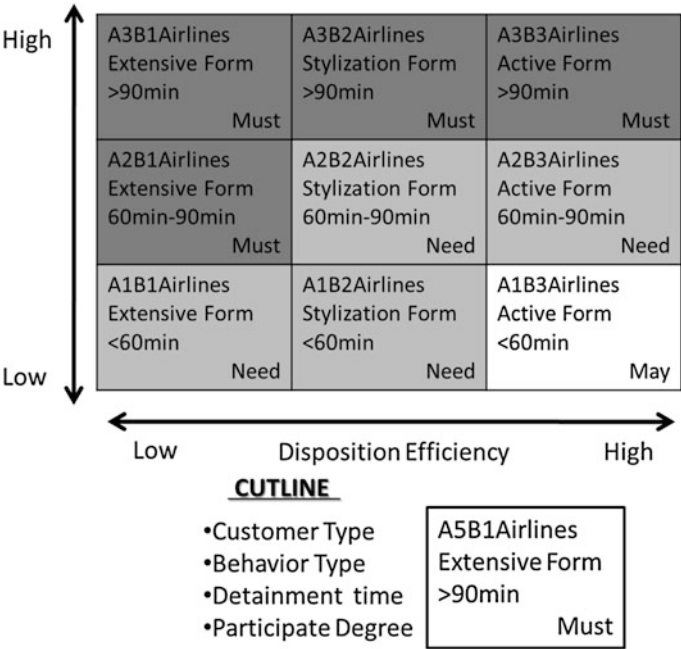 High
A3B1Airlines
Extensive Form
>90min
Must
A3B2Airlines
Stylization Form
>90min
Must
A3B3Airlines
Active Form
>90min
Must
A2B1Airlines
Extensive Form
60min-90min
Must
A2B2Airlines
Stylization Form
60min-90min
Need
A2B3Airlines
Active Form
60min-90min
Need
A1B1Airlines
Extensive Form
<60min
Need
A1B2Airlines
Stylization Form
<60min
Need
A1B3Airlines
Active Form
<60min
May
Low
Low Disposition Efficiency High
CUTLINE
•Customer Type
•Behavior Type
•Detainment time
•Participate Degree
A5B1Airlines
Extensive Form
>90min
Must